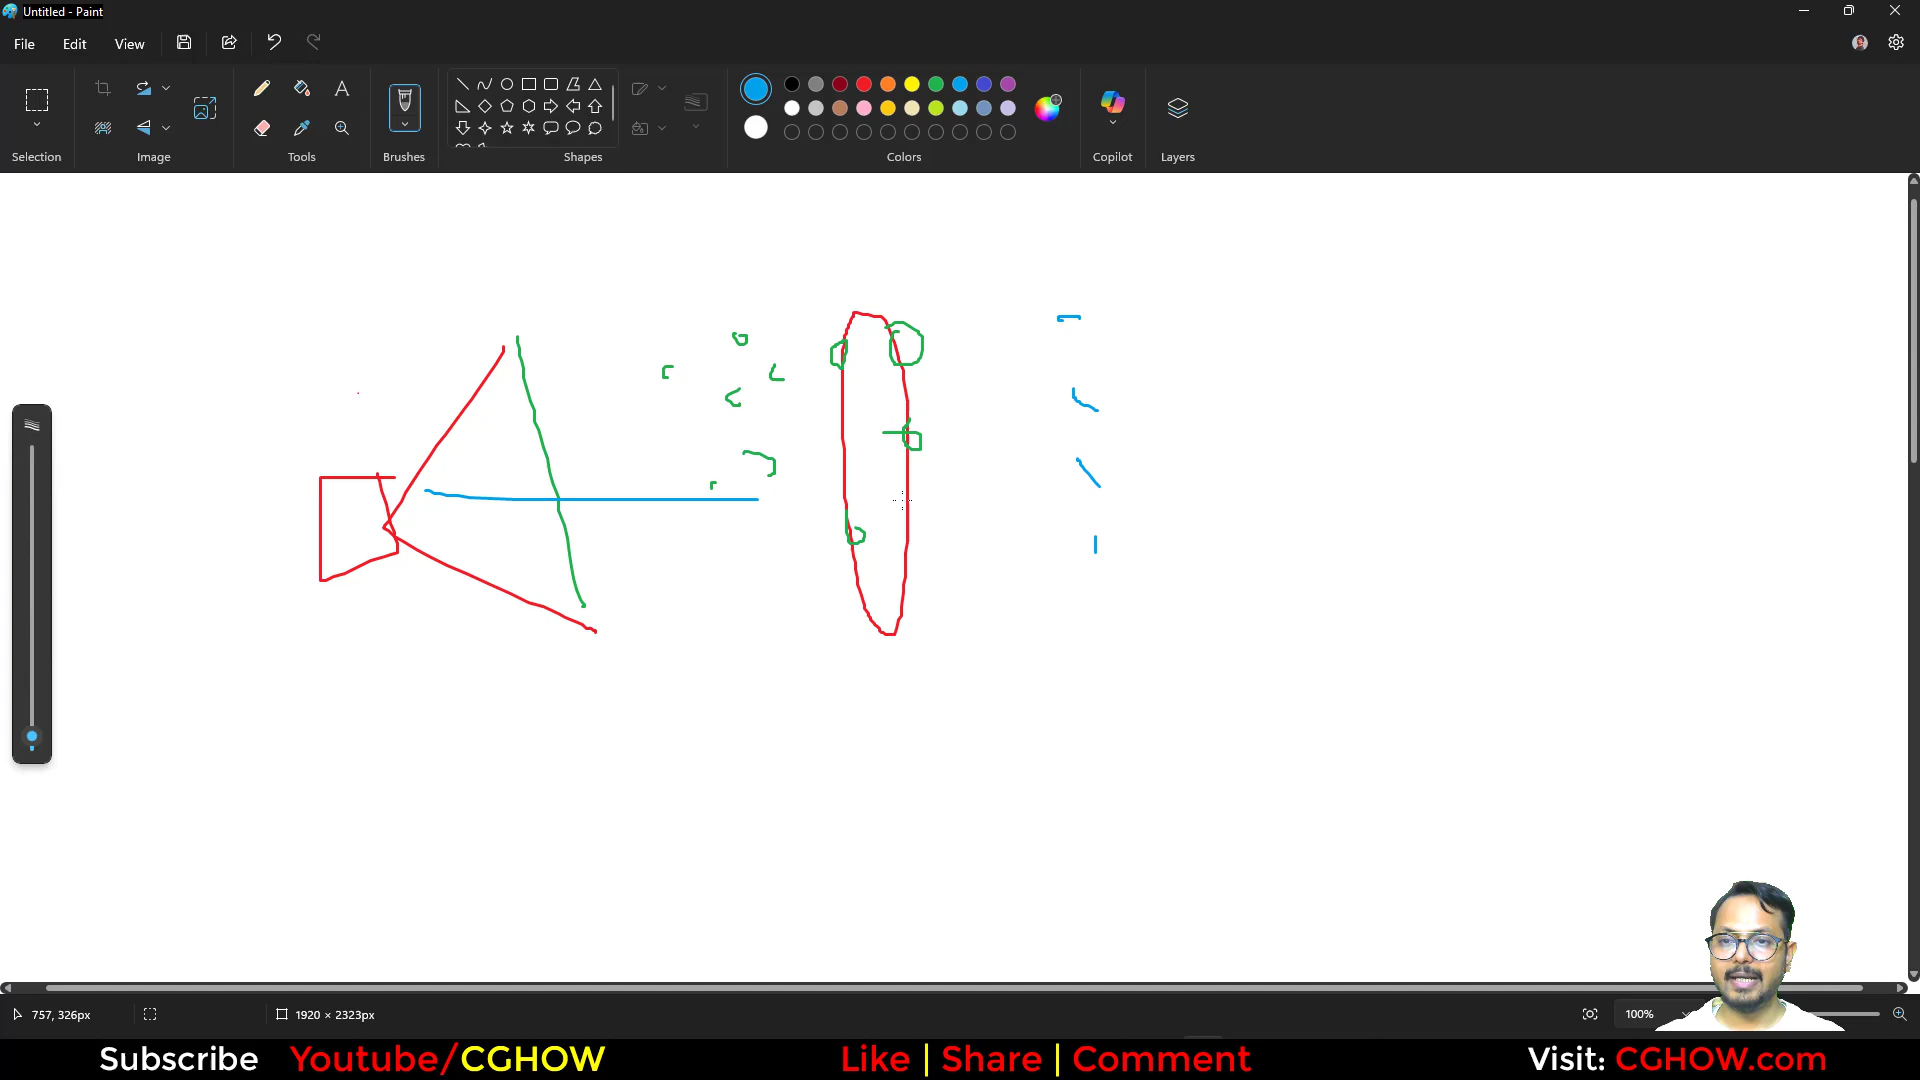 Untitled - Paint
File Edit View
Selection Image Tools Brushes Shapes Colors Copilot Layers
757, 326px 1920 × 2323px 100%
Subscribe Youtube/CGHOW Like | Share | Comment Visit: CGHOW.com